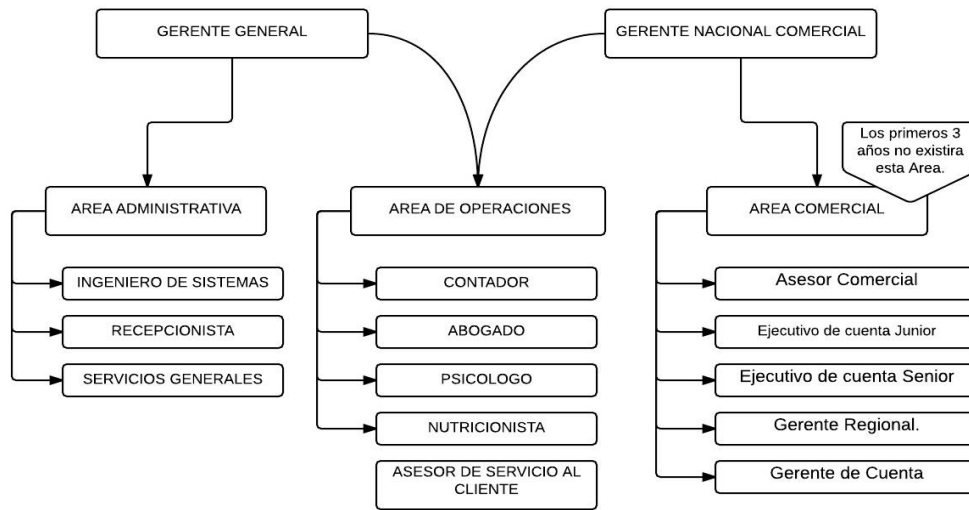 GERENTE GENERAL
GERENTE NACIONAL COMERCIAL
Los primeros 3
años no existira
esta Area.
AREA ADMINISTRATIVA
AREA DE OPERACIONES
AREA COMERCIAL
INGENIERO DE SISTEMAS
CONTADOR
Asesor Comercial
RECEPCIONISTA
ABOGADO
Ejecutivo de cuenta Junior
SERVICIOS GENERALES
PSICOLOGO
Ejecutivo de cuenta Senior
NUTRICIONISTA
Gerente Regional.
ASESOR DE SERVICIO AL
CLIENTE
Gerente de Cuenta